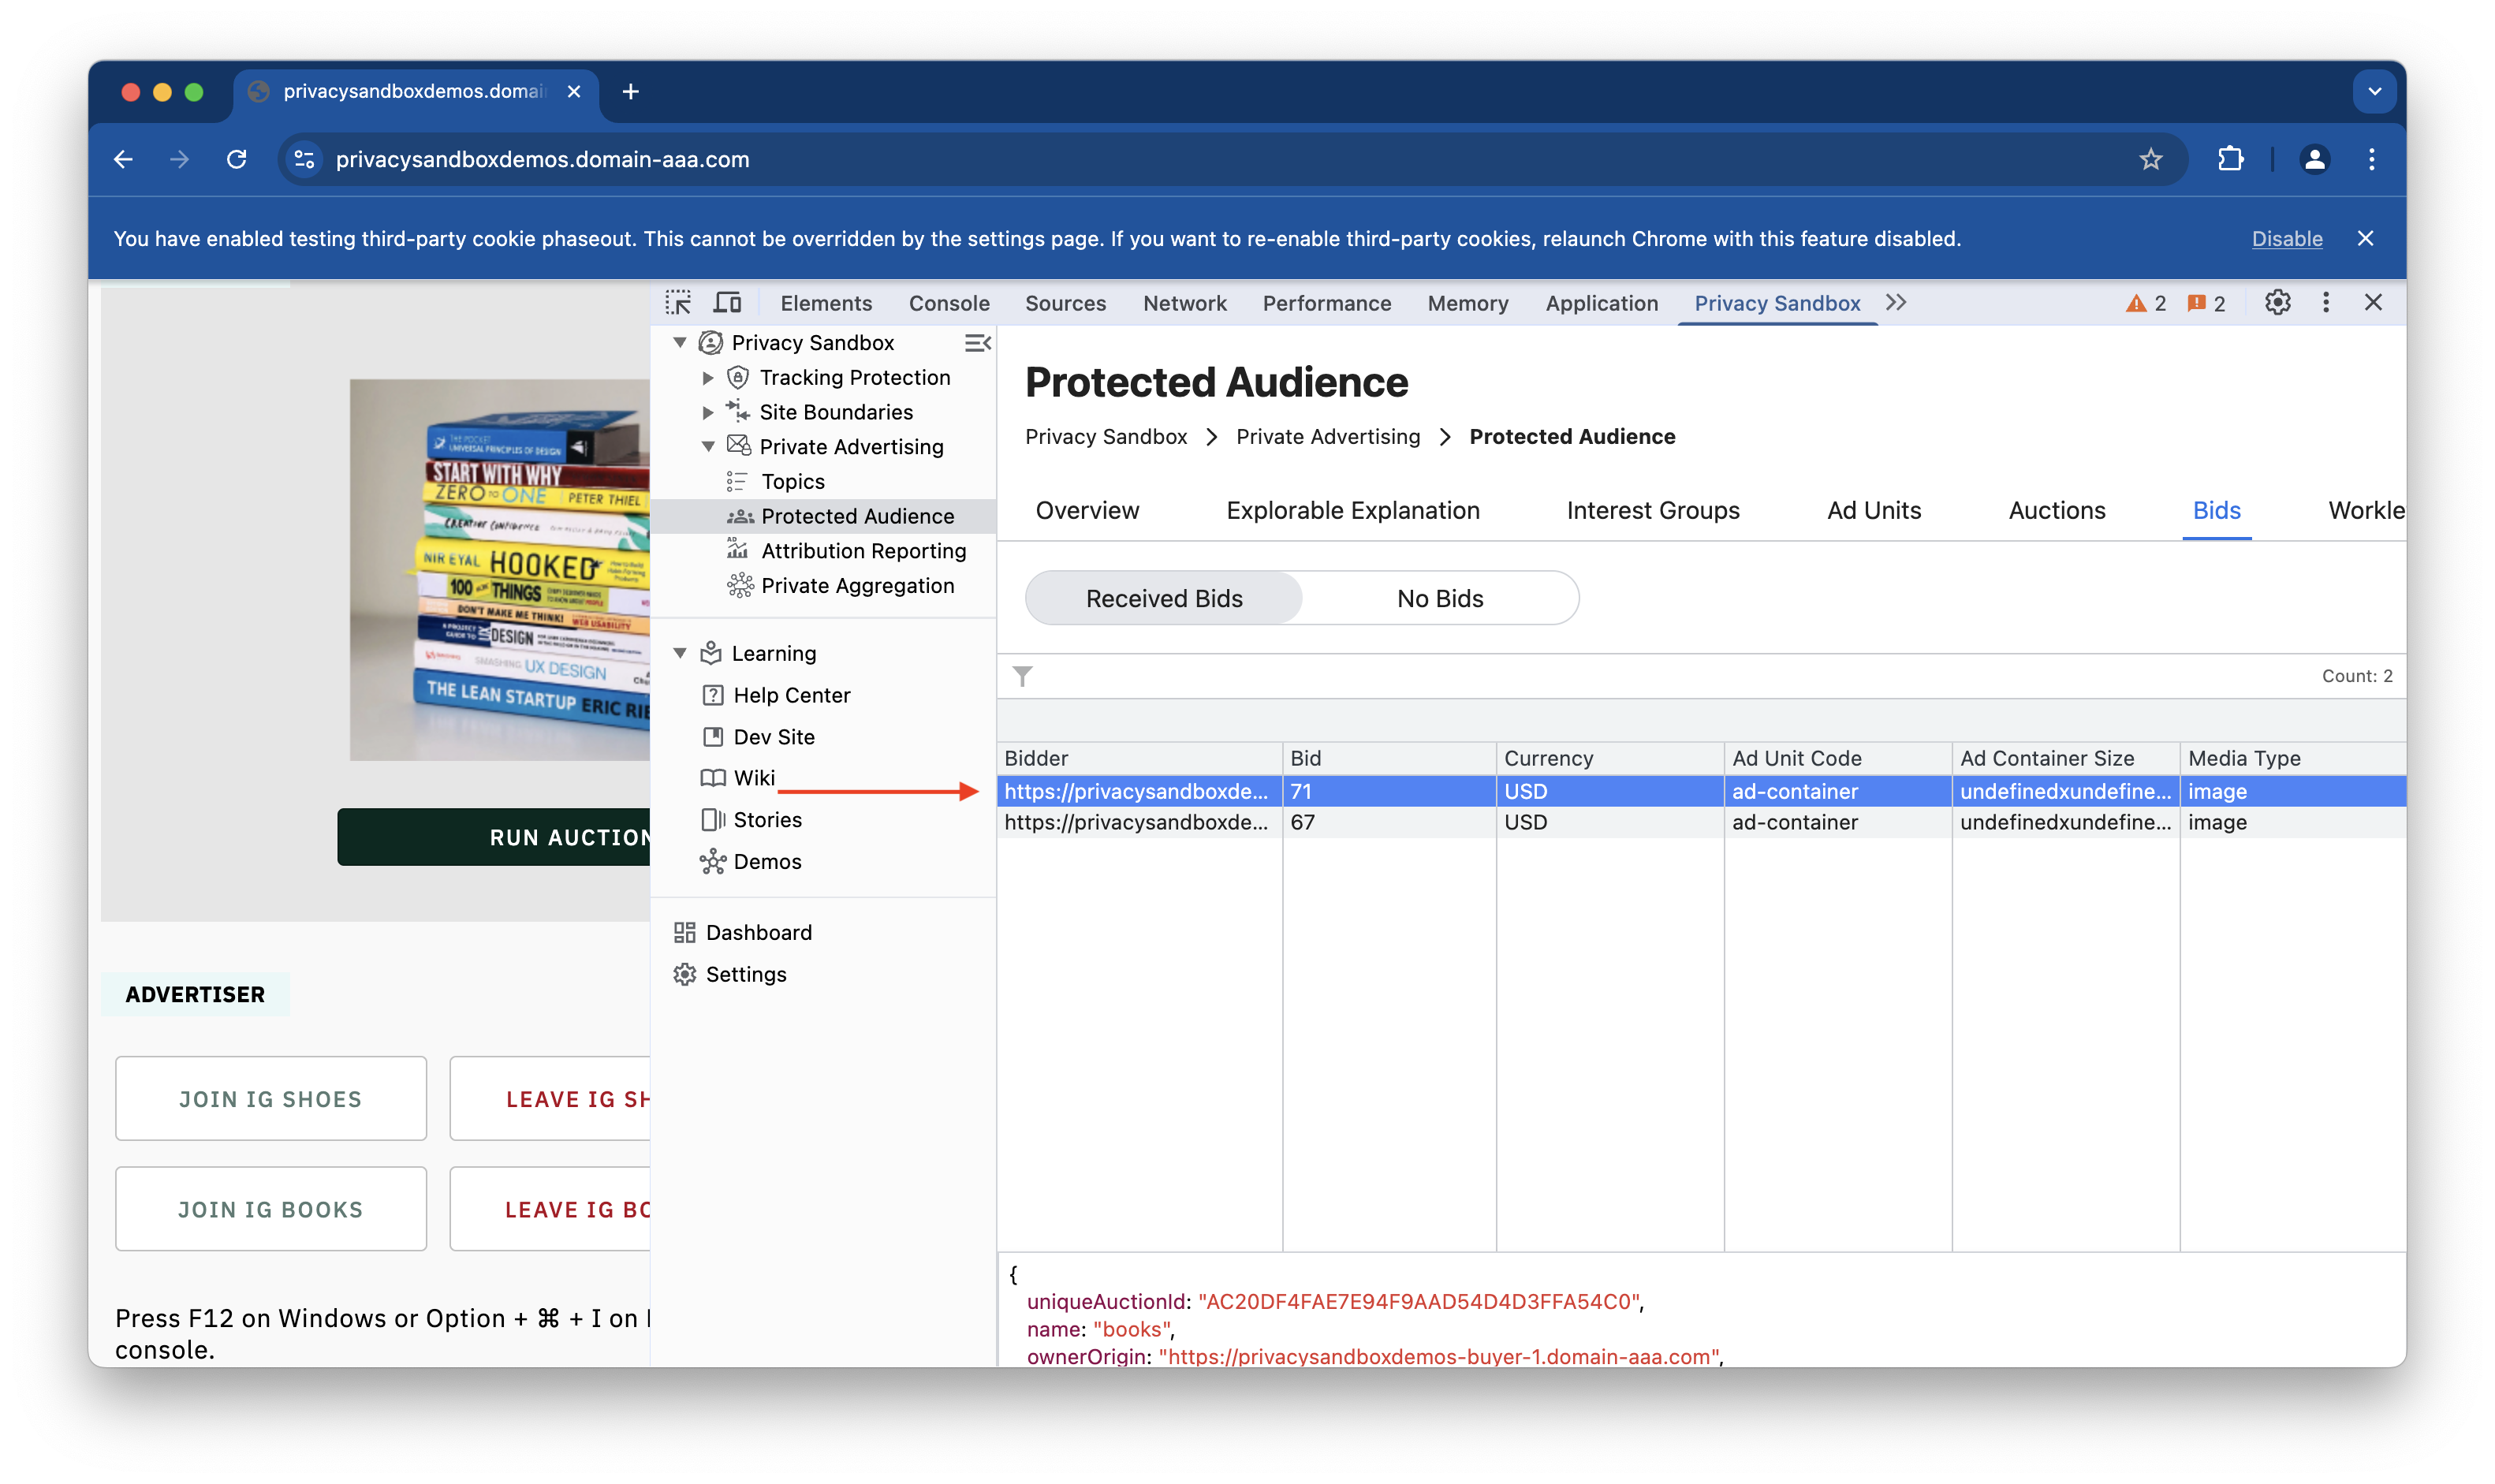 privacysandboxdemos.domai
privacysandboxdemos.domain-aaa.com
You have enabled testing third-party cookie phaseout. This cannot be overridden by the settings page. If you want to re-enable third-party cookies, relaunch Chrome with this feature disabled.
Disable
THE POCKET
UNIVERSAL PRINCIPLES OF DESIGN
START WITH WHY
ZERO TO ONE PETER THIEL
CREATIVE CONFIDENCE
NIR EYAL HOOKED
100 THINGS
DON'T MAKE ME THINK! WEB USABILITY
A PROJECT GUIDE TO UX DESIGN
SMASHING UX DESIGN
THE LEAN STARTUP ERIC RIE
RUN AUCTION
ADVERTISER
JOIN IG SHOES
LEAVE IG SH
JOIN IG BOOKS
LEAVE IG BO
Press F12 on Windows or Option + ⌘ + I on
console.
Elements Console Sources Network Performance Memory Application Privacy Sandbox 2 2
Privacy Sandbox
Tracking Protection
Site Boundaries
Private Advertising
Topics
Protected Audience
Attribution Reporting
Private Aggregation
Learning
Help Center
Dev Site
Wiki
Stories
Demos
Dashboard
Settings
Protected Audience
Privacy Sandbox > Private Advertising > Protected Audience
Overview Explorable Explanation Interest Groups Ad Units Auctions Bids Workle
Received Bids No Bids
Count: 2
Bidder Bid Currency Ad Unit Code Ad Container Size Media Type
https://privacysandboxde... 71 USD ad-container undefinedxundefine... image
https://privacysandboxde... 67 USD ad-container undefinedxundefine... image
{
uniqueAuctionId: "AC20DF4FAE7E94F9AAD54D4D3FFA54C0",
name: "books",
ownerOrigin: "https://privacysandboxdemos-buyer-1.domain-aaa.com",